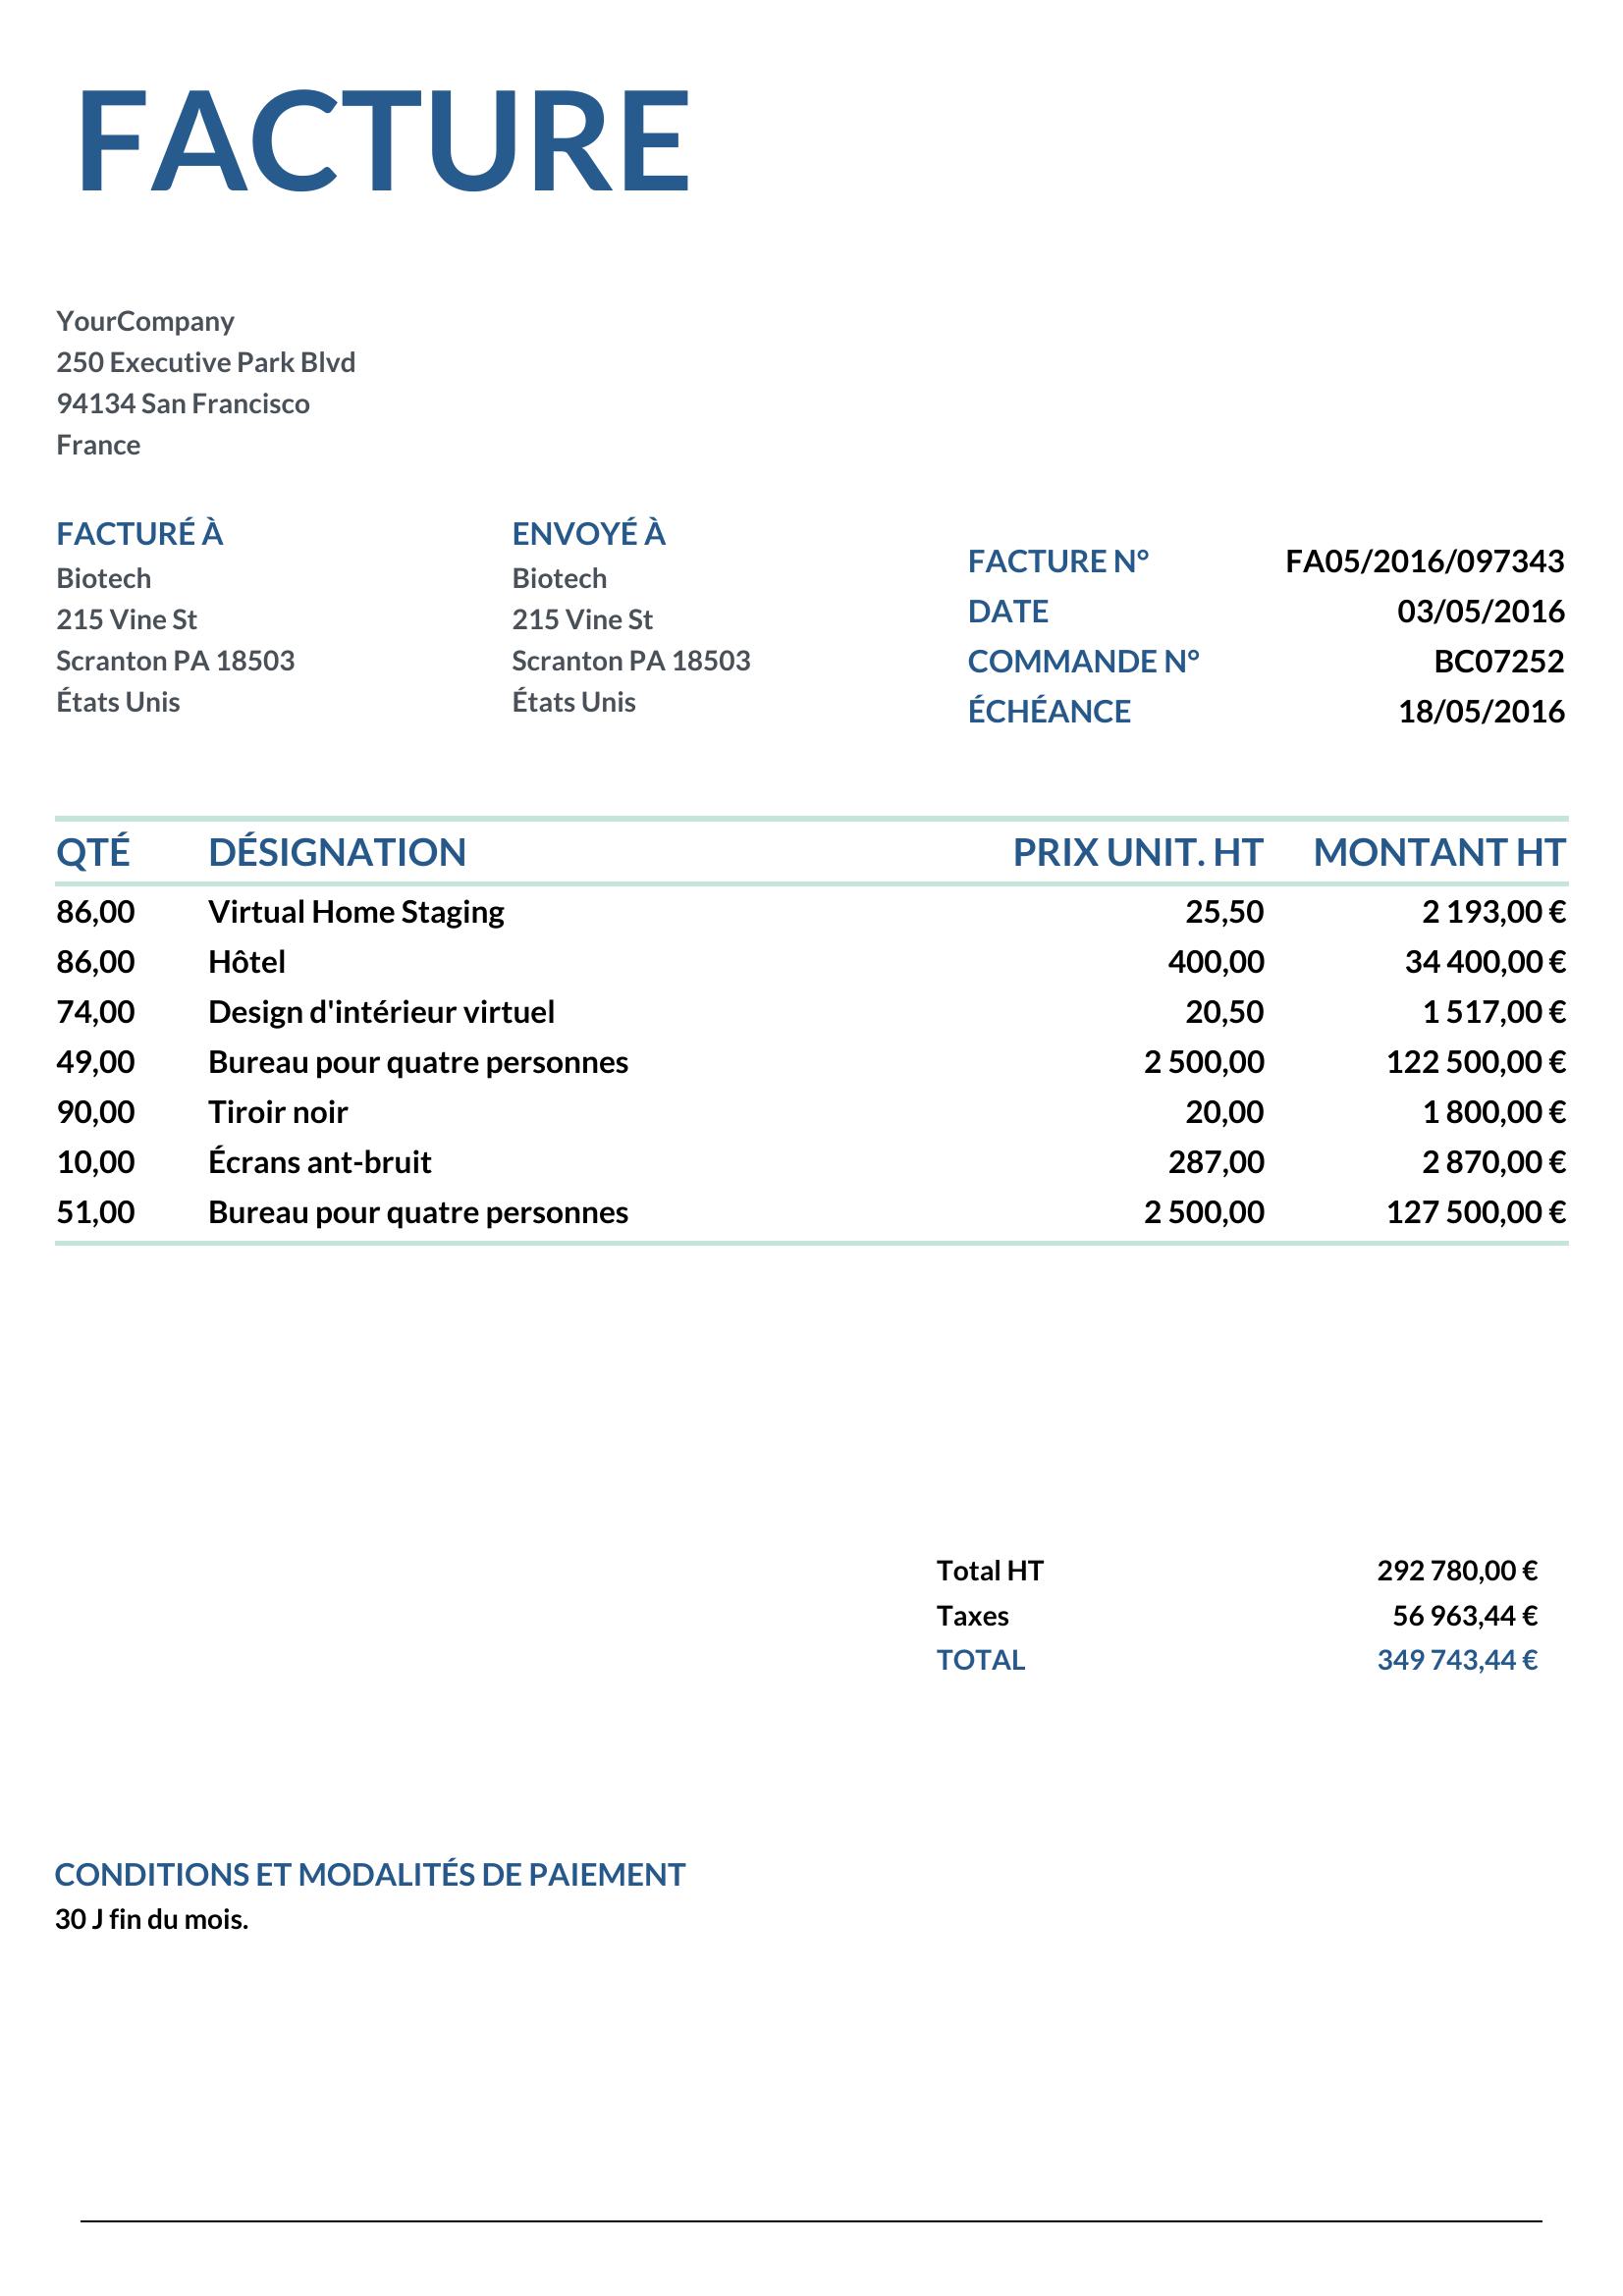 FACTURE
YourCompany
250 Executive Park Blvd
94134 San Francisco
France
FACTURÉ À
Biotech
215 Vine St
Scranton PA 18503
États Unis
ENVOYÉ À
Biotech
215 Vine St
Scranton PA 18503
États Unis
FACTURE N° FA05/2016/097343
DATE 03/05/2016
COMMANDE N° BC07252
ÉCHÉANCE 18/05/2016
QTÉ DÉSIGNATION PRIX UNIT. HT MONTANT HT
86,00 Virtual Home Staging 25,50 2 193,00 €
86,00 Hôtel 400,00 34 400,00 €
74,00 Design d'intérieur virtuel 20,50 1 517,00 €
49,00 Bureau pour quatre personnes 2 500,00 122 500,00 €
90,00 Tiroir noir 20,00 1 800,00 €
10,00 Écrans ant-bruit 287,00 2 870,00 €
51,00 Bureau pour quatre personnes 2 500,00 127 500,00 €
Total HT 292 780,00 €
Taxes 56 963,44 €
TOTAL 349 743,44 €
CONDITIONS ET MODALITÉS DE PAIEMENT
30 J fin du mois.